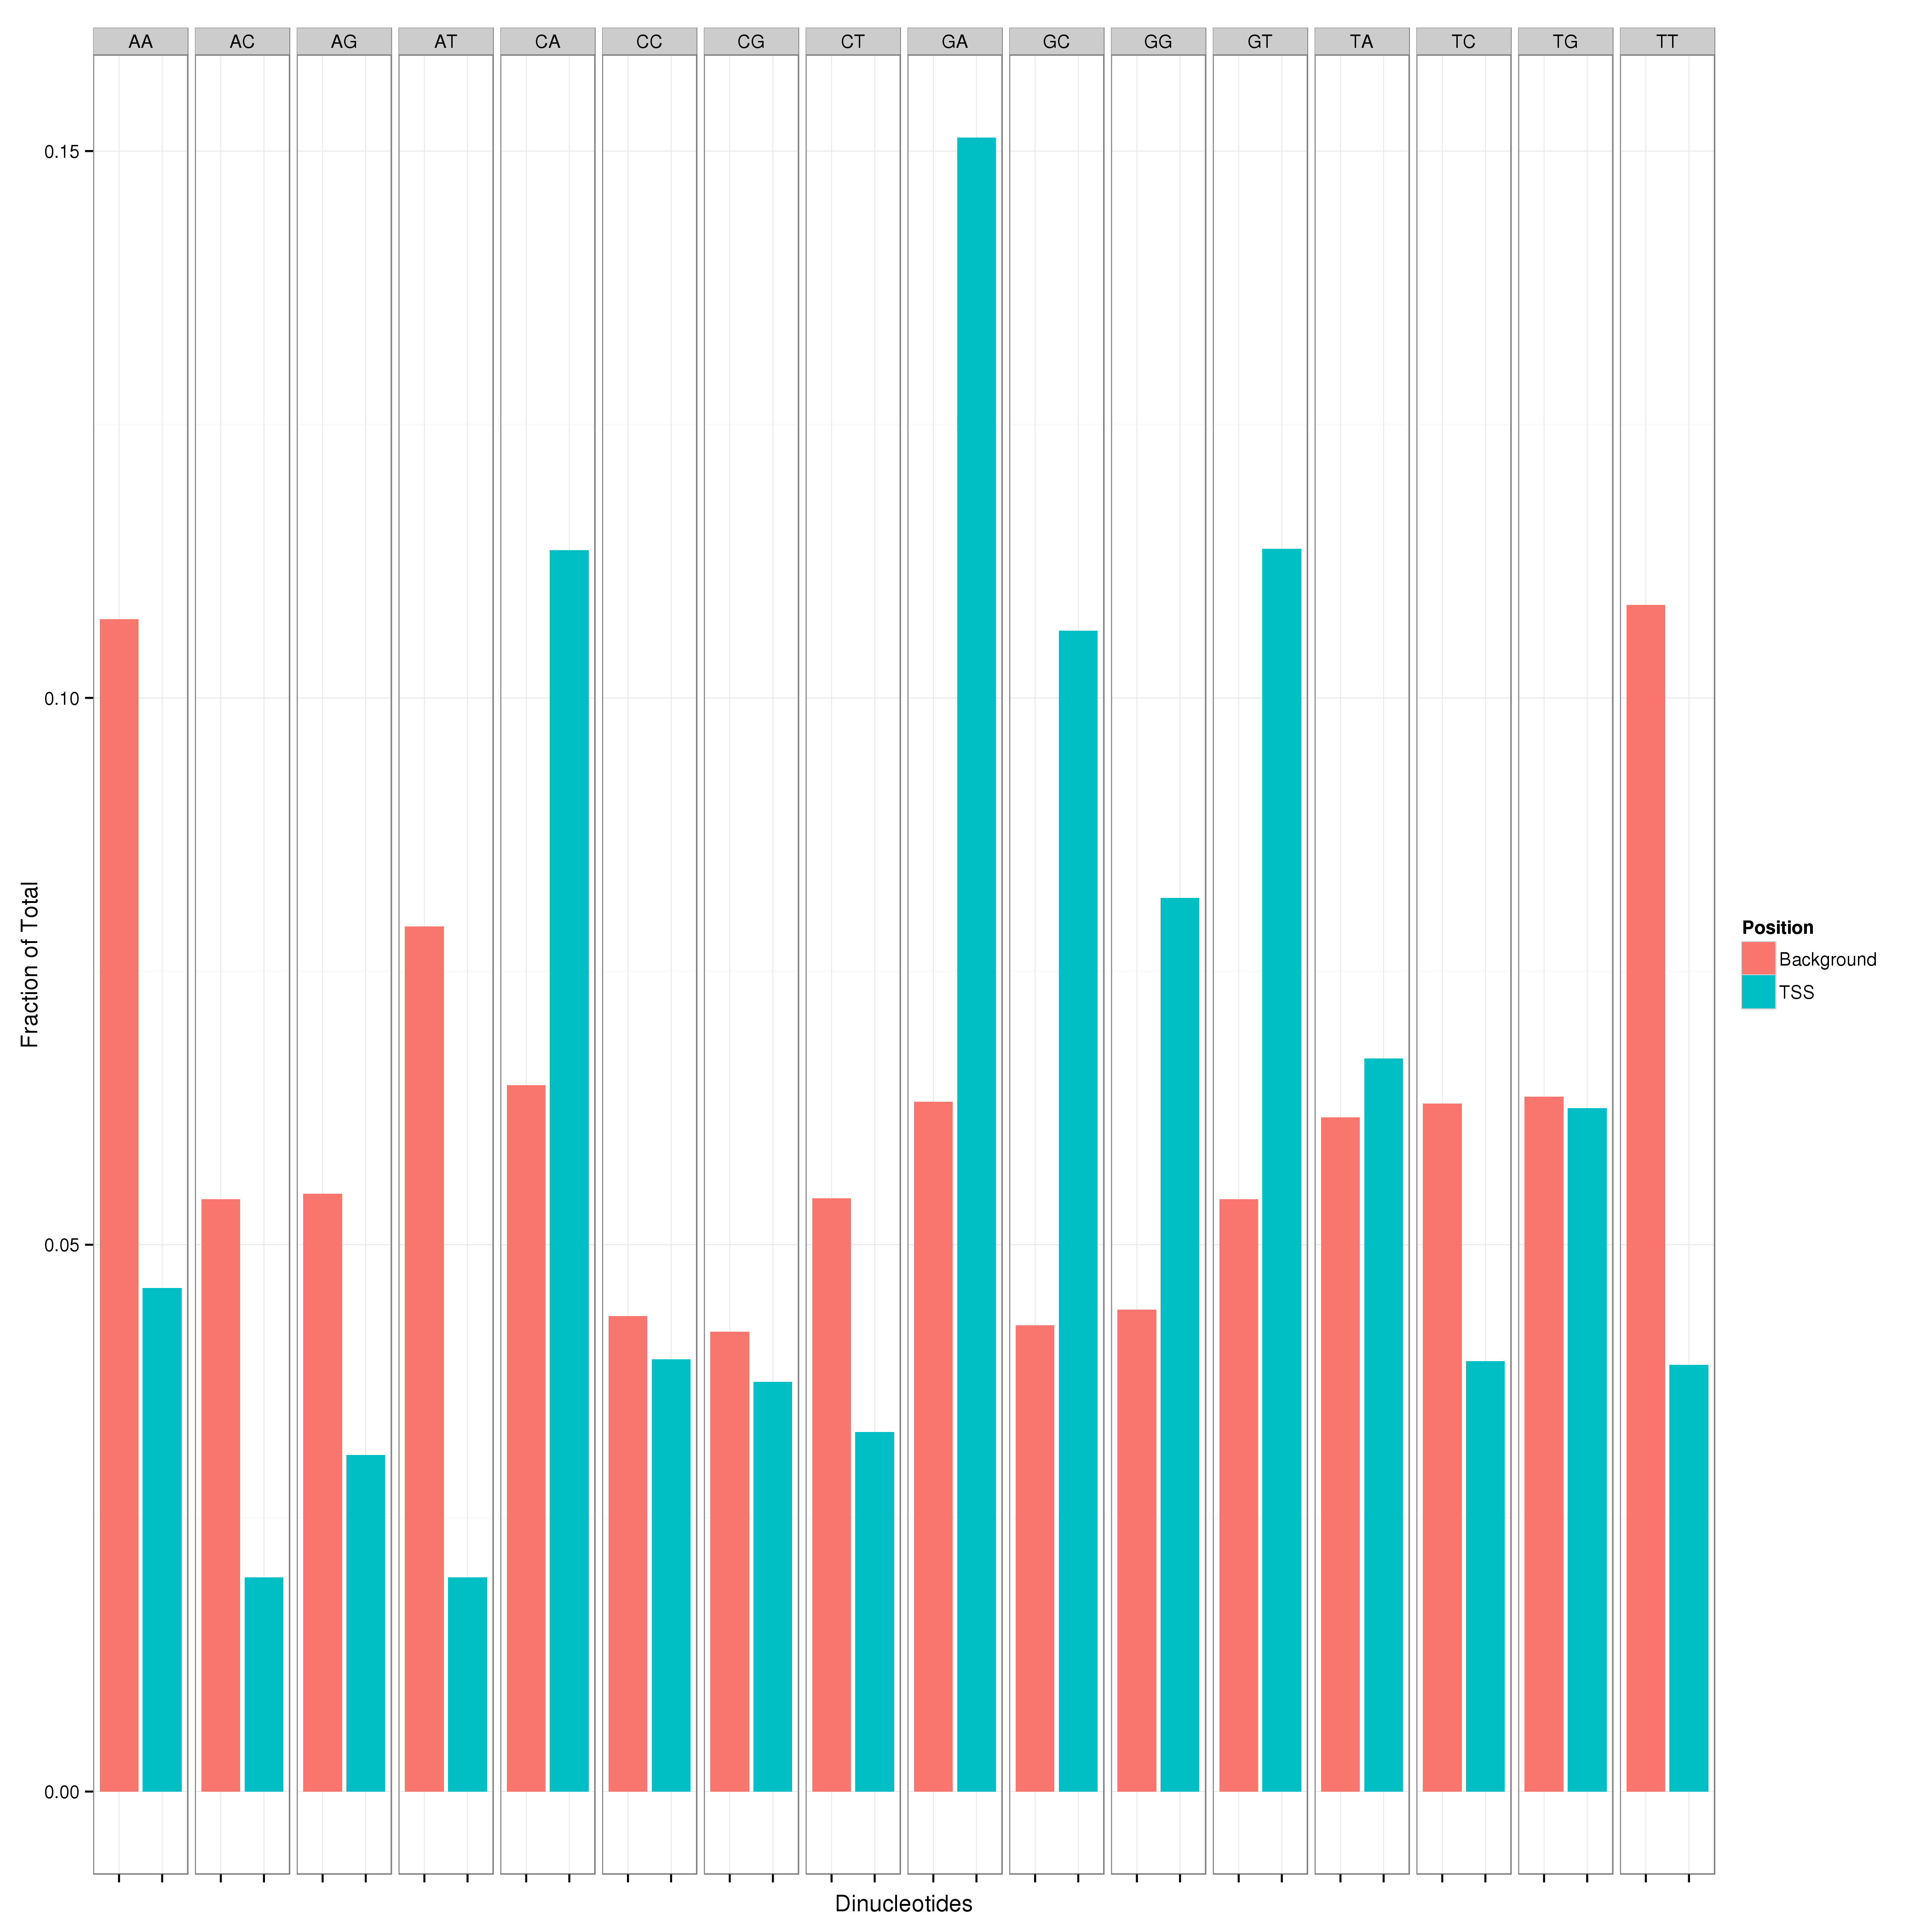 AA AC AG AT CA CC CG CT GA GC GG GT TA TC TG TT
0.15
0.10
0.05
0.00
Fraction of Total
Dinucleotides
Position
Background
TSS